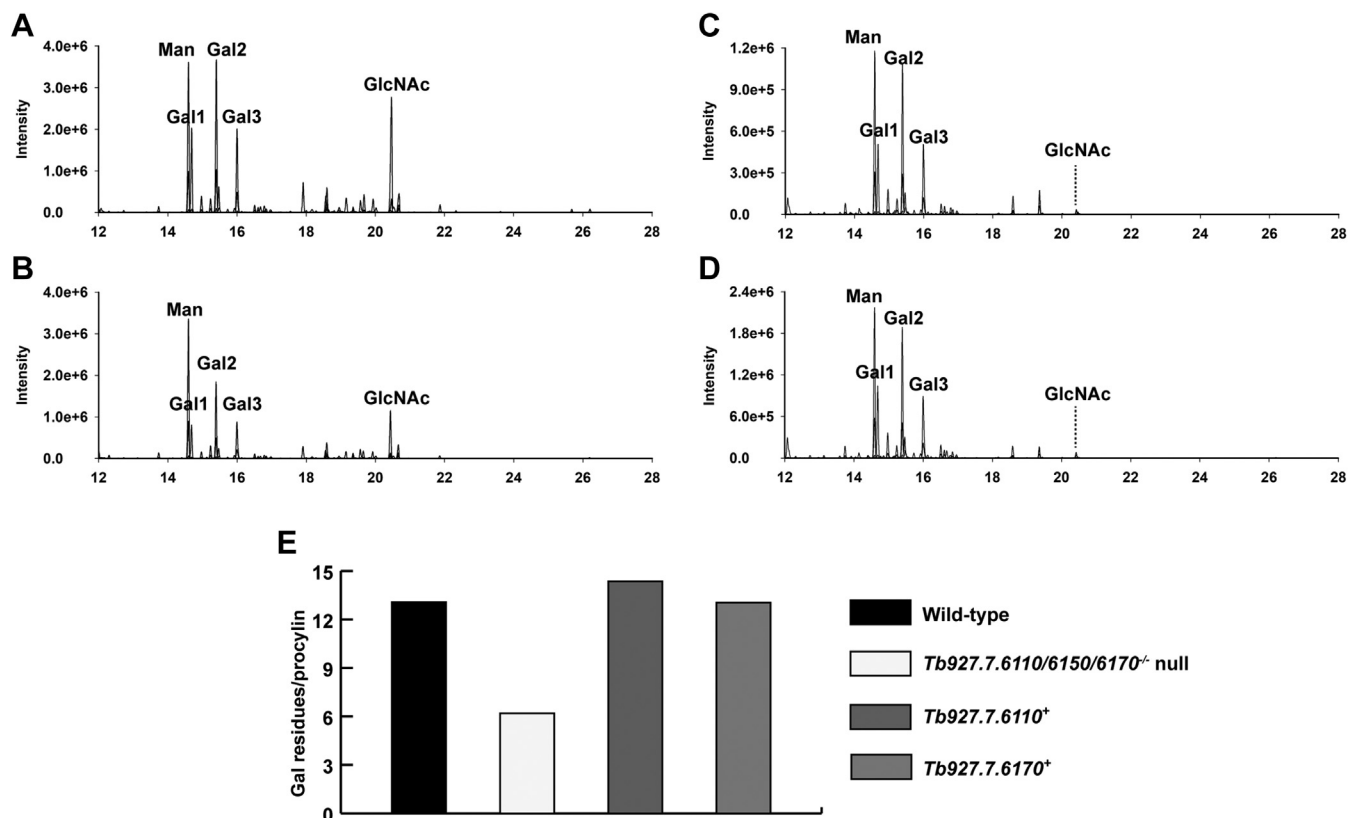 A
4.0e+6
3.0e+6
2.0e+6
1.0e+6
0.0
Intensity
Man
Gal1
Gal2
Gal3
GlcNAc
12 14 16 18 20 22 24 26 28
B
4.0e+6
3.0e+6
2.0e+6
1.0e+6
0.0
Intensity
Man
Gal1
Gal2
Gal3
GlcNAc
12 14 16 18 20 22 24 26 28
C
1.2e+6
9.0e+5
6.0e+5
3.0e+5
0.0
Intensity
Man
Gal1
Gal2
Gal3
GlcNAc
12 14 16 18 20 22 24 26 28
D
2.4e+6
1.8e+6
1.2e+6
6.0e+5
0.0
Intensity
Man
Gal1
Gal2
Gal3
GlcNAc
12 14 16 18 20 22 24 26 28
E
15
12
9
6
3
0
Gal residues/procylin
Wild-type
Tb927.7.6110/6150/6170-/- null
Tb927.7.6110+
Tb927.7.6170+